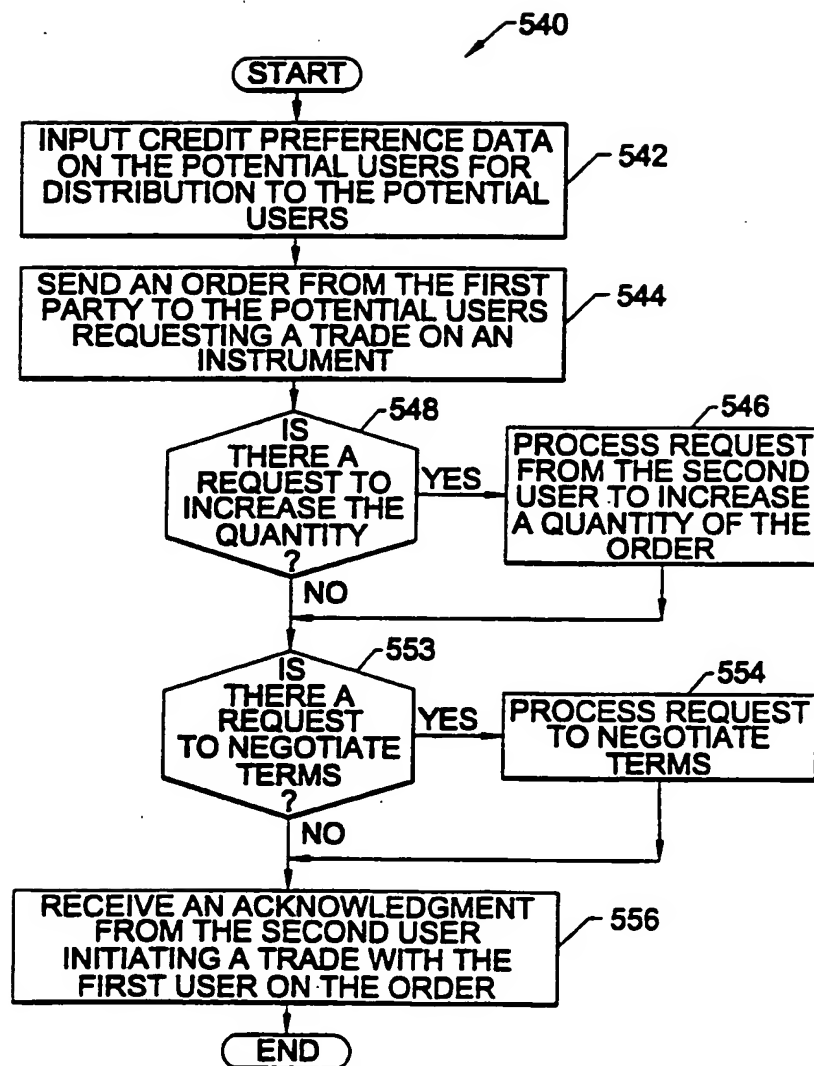 540
START
INPUT CREDIT PREFERENCE DATA
ON THE POTENTIAL USERS FOR
DISTRIBUTION TO THE POTENTIAL
USERS
542
SEND AN ORDER FROM THE FIRST
PARTY TO THE POTENTIAL USERS
REQUESTING A TRADE ON AN
INSTRUMENT
544
548
IS
THERE A
REQUEST TO
INCREASE THE
QUANTITY
?
YES
NO
546
PROCESS REQUEST
FROM THE SECOND
USER TO INCREASE
A QUANTITY OF THE
ORDER
553
IS
THERE A
REQUEST
TO NEGOTIATE
TERMS
?
YES
NO
554
PROCESS REQUEST
TO NEGOTIATE
TERMS
RECEIVE AN ACKNOWLEDGMENT
FROM THE SECOND USER
INITIATING A TRADE WITH THE
FIRST USER ON THE ORDER
556
END